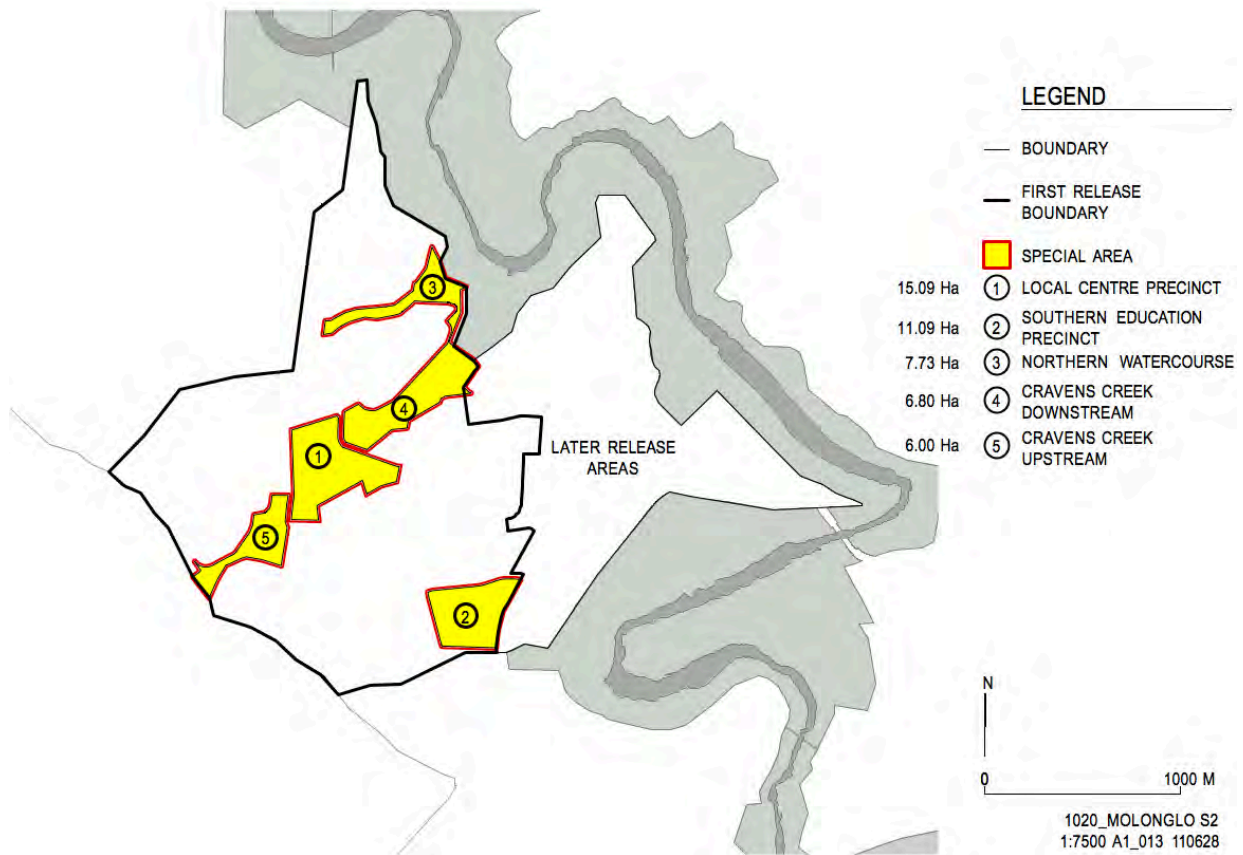 LEGEND
BOUNDARY
FIRST RELEASE
BOUNDARY
SPECIAL AREA
15.09 Ha 1 LOCAL CENTRE PRECINCT
11.09 Ha 2 SOUTHERN EDUCATION
PRECINCT
7.73 Ha 3 NORTHERN WATERCOURSE
6.80 Ha 4 CRAVENS CREEK
DOWNSTREAM
6.00 Ha 5 CRAVENS CREEK
UPSTREAM
3
4
1
5
2
LATER RELEASE
AREAS
N
0 1000 M
1020_MOLONGLO S2
1:7500 A1_013 110628